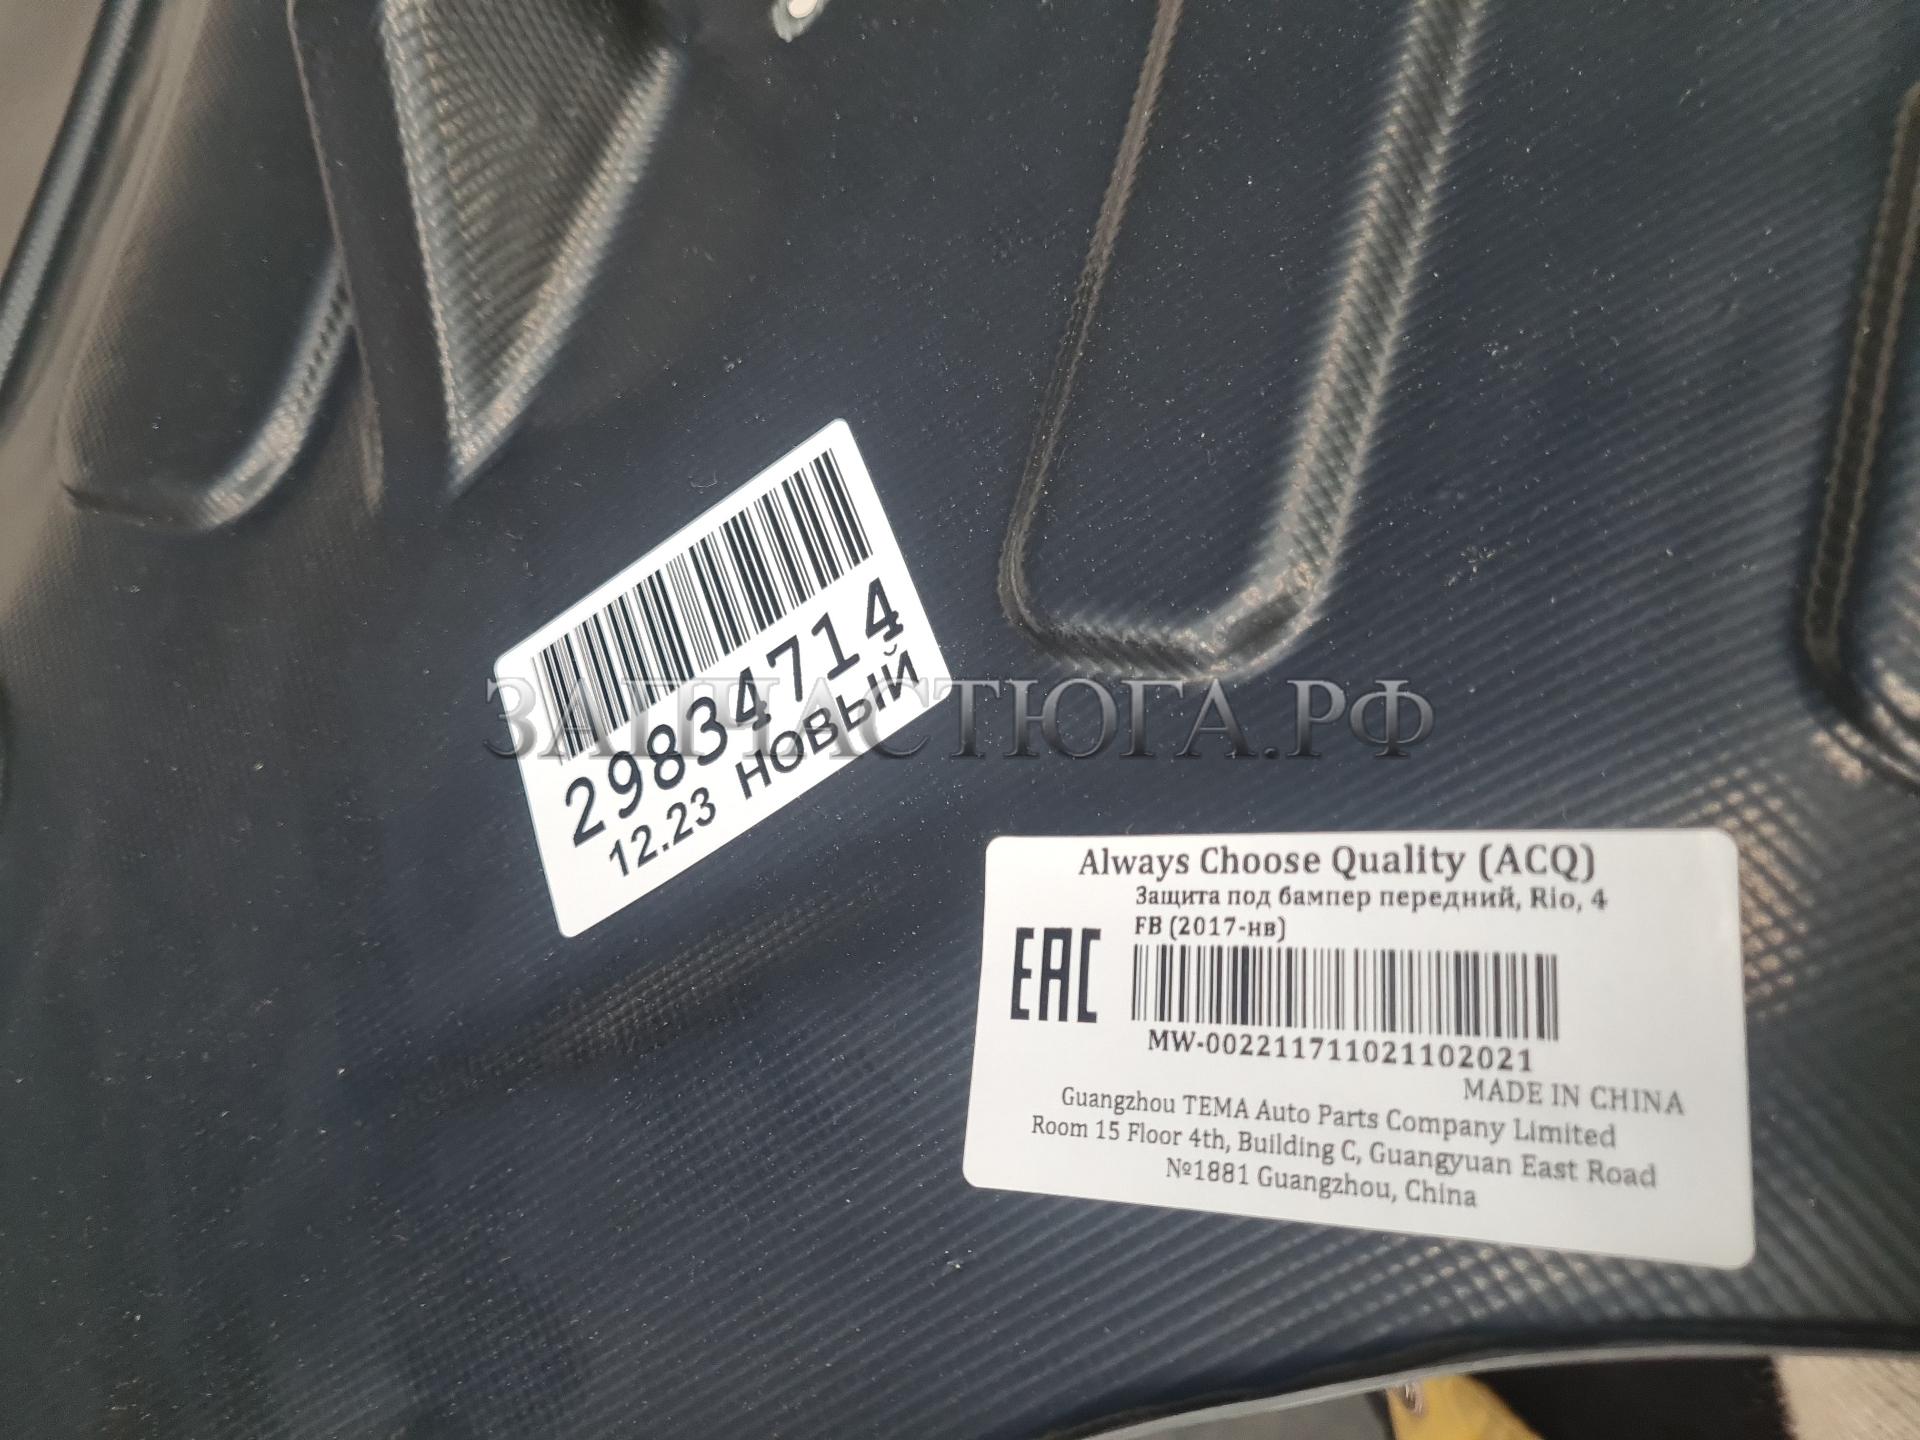 29834714
12.23 НОВЫЙ
ЗАПЧАСТЮГА.РФ
Always Choose Quality (ACQ)
Защита под бампер передний, Rio, 4
FB (2017-нв)
EAC
MW-002211711021102021
MADE IN CHINA
Guangzhou TEMA Auto Parts Company Limited
Room 15 Floor 4th, Building C, Guangyuan East Road
№1881 Guangzhou, China